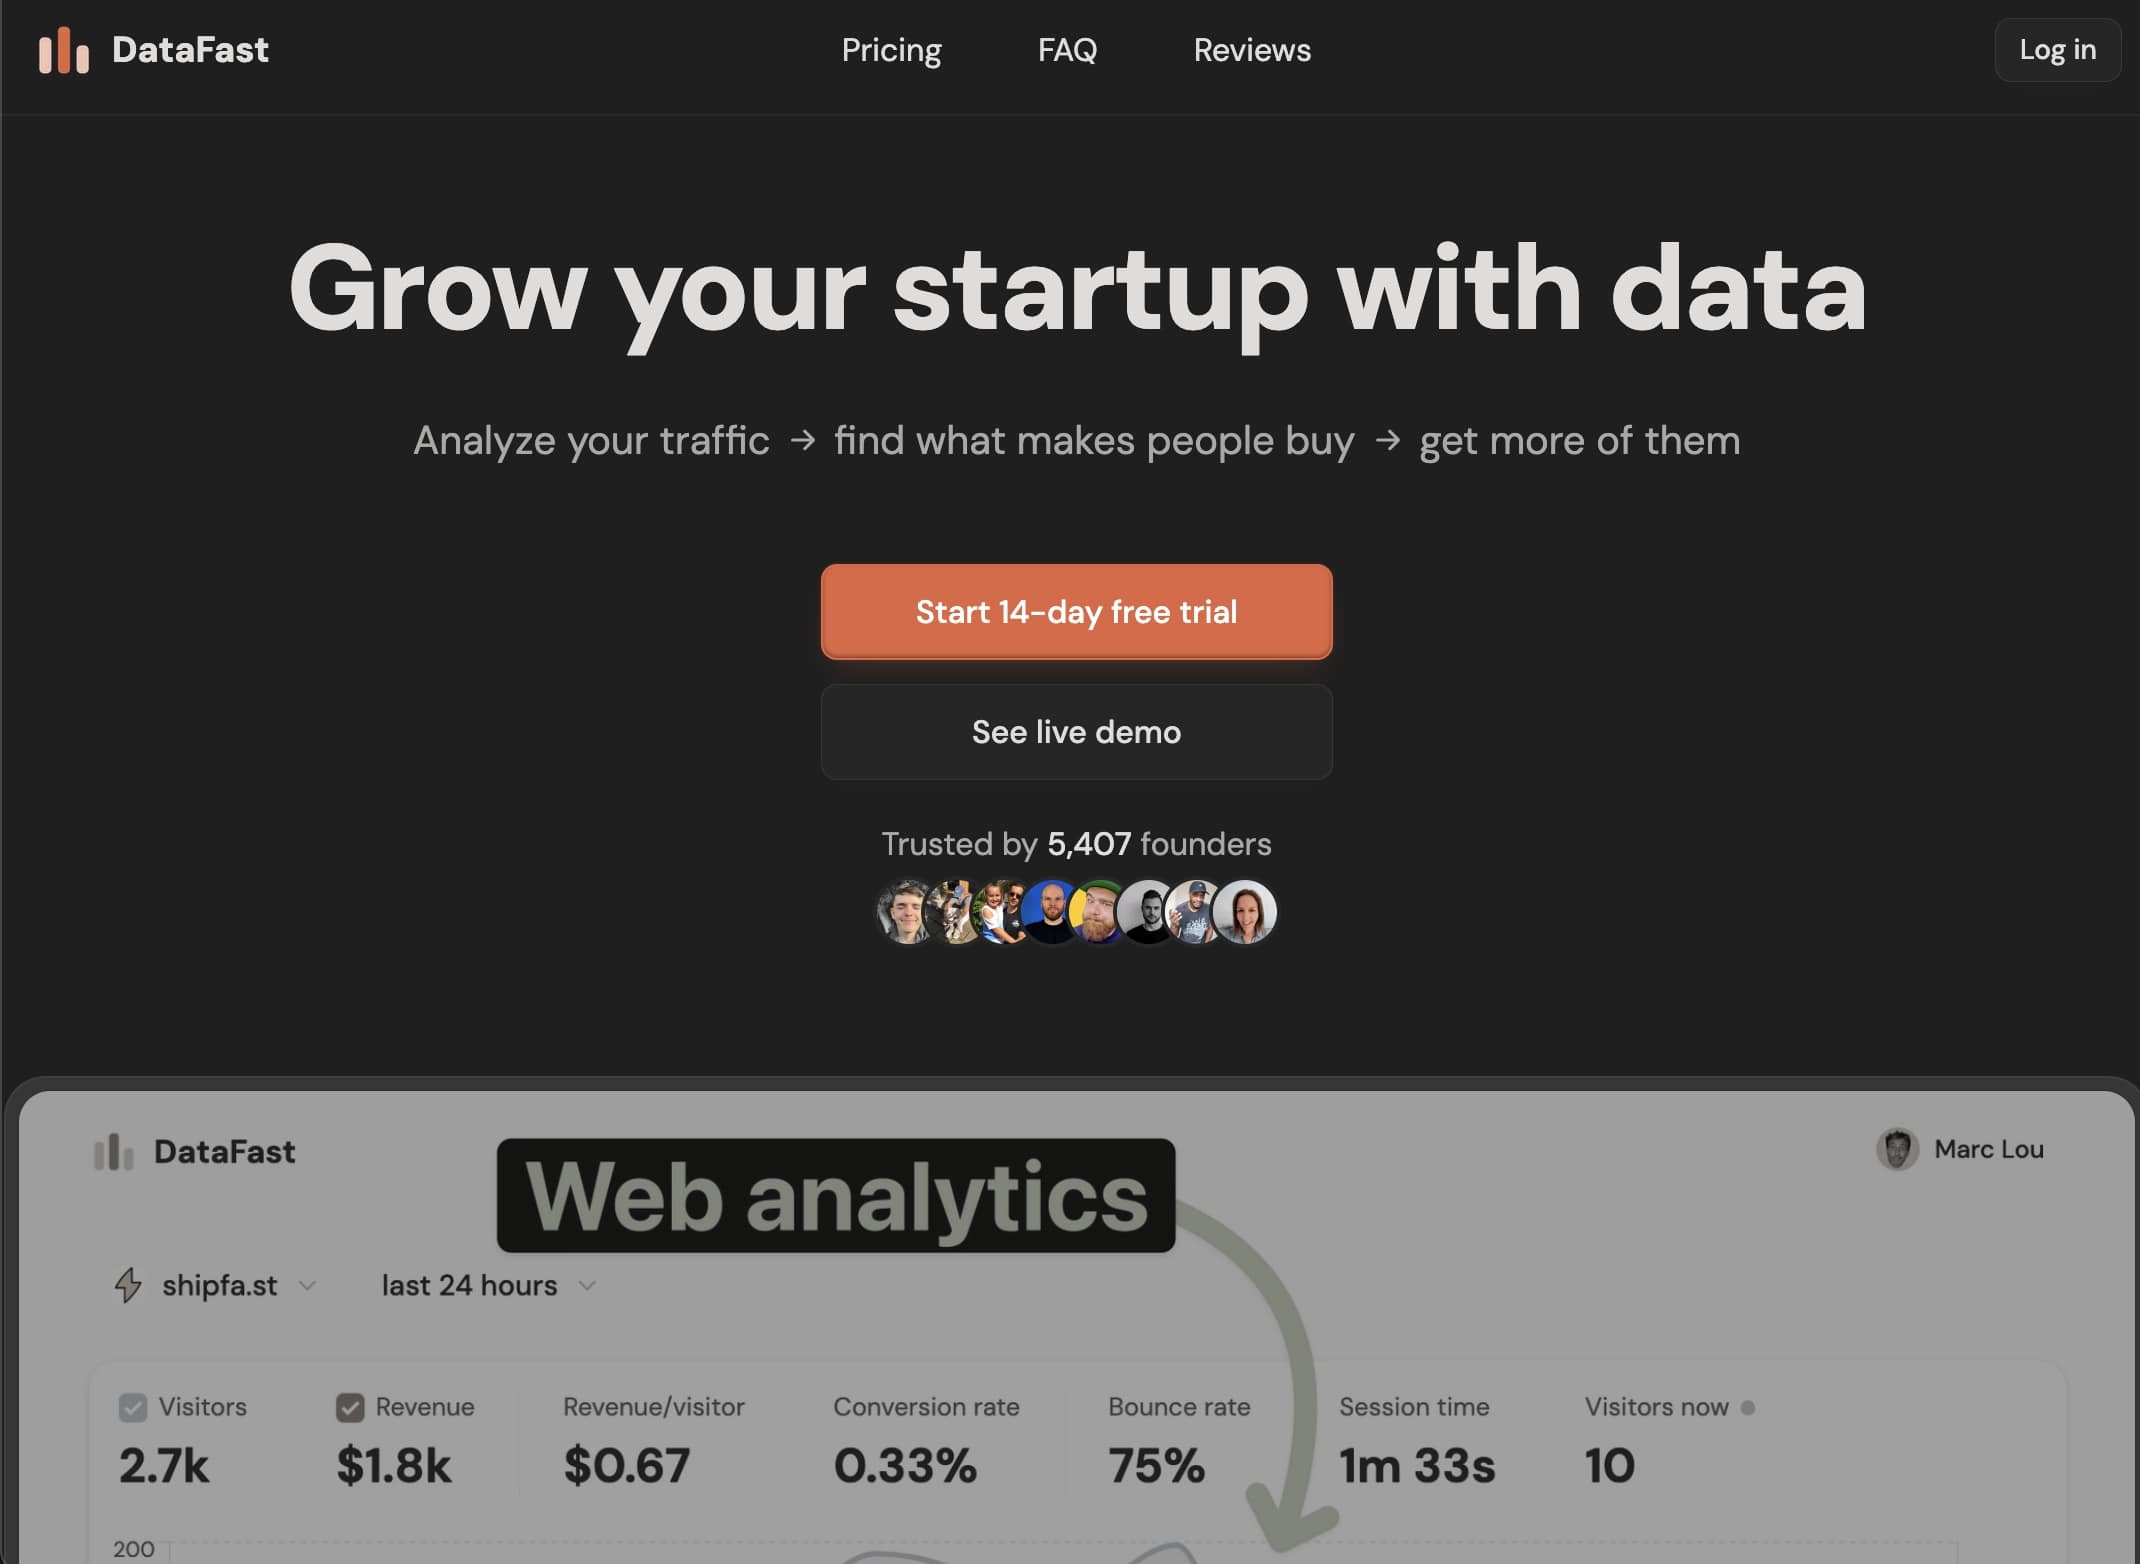 DataFast
Pricing
FAQ
Reviews
Log in
Grow your startup with data
Analyze your traffic → find what makes people buy → get more of them
Start 14-day free trial
See live demo
Trusted by 5,407 founders
DataFast
Web analytics
Marc Lou
shipfa.st
last 24 hours
Visitors
2.7k
Revenue
$1.8k
Revenue/visitor
$0.67
Conversion rate
0.33%
Bounce rate
75%
Session time
1m 33s
Visitors now
10
200